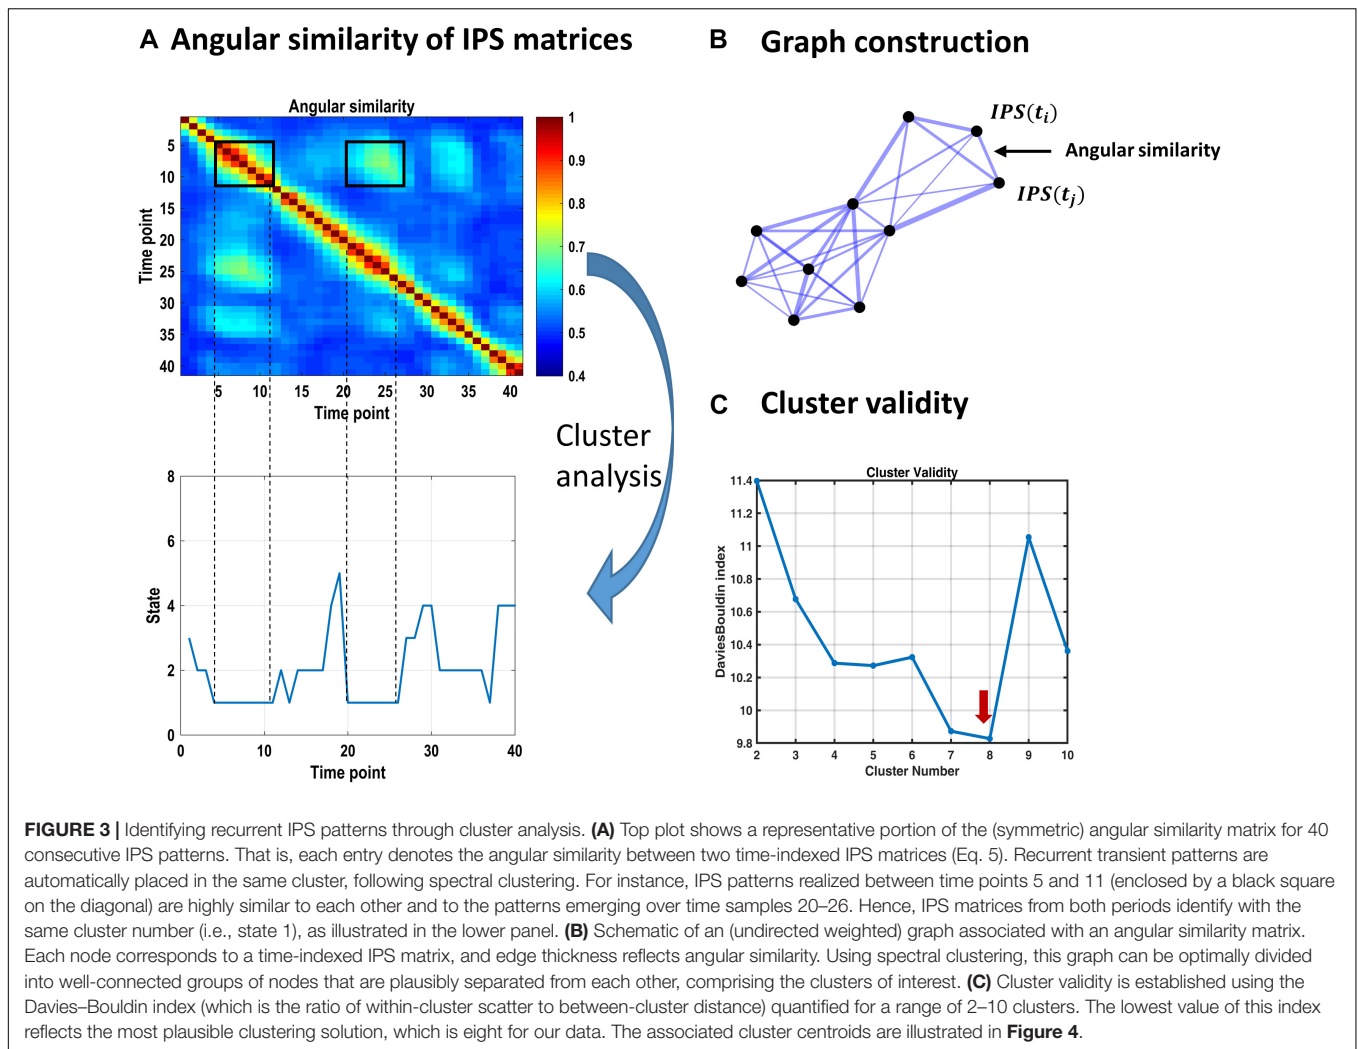 A Angular similarity of IPS matrices
Angular similarity
Time point
5
10
15
20
25
30
35
40
5 10 15 20 25 30 35 40
Time point
1
0.9
0.8
0.7
0.6
0.5
0.4
Cluster
analysis
State
8
6
4
2
0
0 10 20 30 40
Time point
B Graph construction
IPS(t_i)
Angular similarity
IPS(t_j)
C Cluster validity
Cluster Validity
DaviesBouldin index
11.4
11.2
11
10.8
10.6
10.4
10.2
10
9.8
2 3 4 5 6 7 8 9 10
Cluster Number
FIGURE 3 | Identifying recurrent IPS patterns through cluster analysis. (A) Top plot shows a representative portion of the (symmetric) angular similarity matrix for 40
consecutive IPS patterns. That is, each entry denotes the angular similarity between two time-indexed IPS matrices (Eq. 5). Recurrent transient patterns are
automatically placed in the same cluster, following spectral clustering. For instance, IPS patterns realized between time points 5 and 11 (enclosed by a black square
on the diagonal) are highly similar to each other and to the patterns emerging over time samples 20–26. Hence, IPS matrices from both periods identify with the
same cluster number (i.e., state 1), as illustrated in the lower panel. (B) Schematic of an (undirected weighted) graph associated with an angular similarity matrix.
Each node corresponds to a time-indexed IPS matrix, and edge thickness reflects angular similarity. Using spectral clustering, this graph can be optimally divided
into well-connected groups of nodes that are plausibly separated from each other, comprising the clusters of interest. (C) Cluster validity is established using the
Davies–Bouldin index (which is the ratio of within-cluster scatter to between-cluster distance) quantified for a range of 2–10 clusters. The lowest value of this index
reflects the most plausible clustering solution, which is eight for our data. The associated cluster centroids are illustrated in Figure 4.